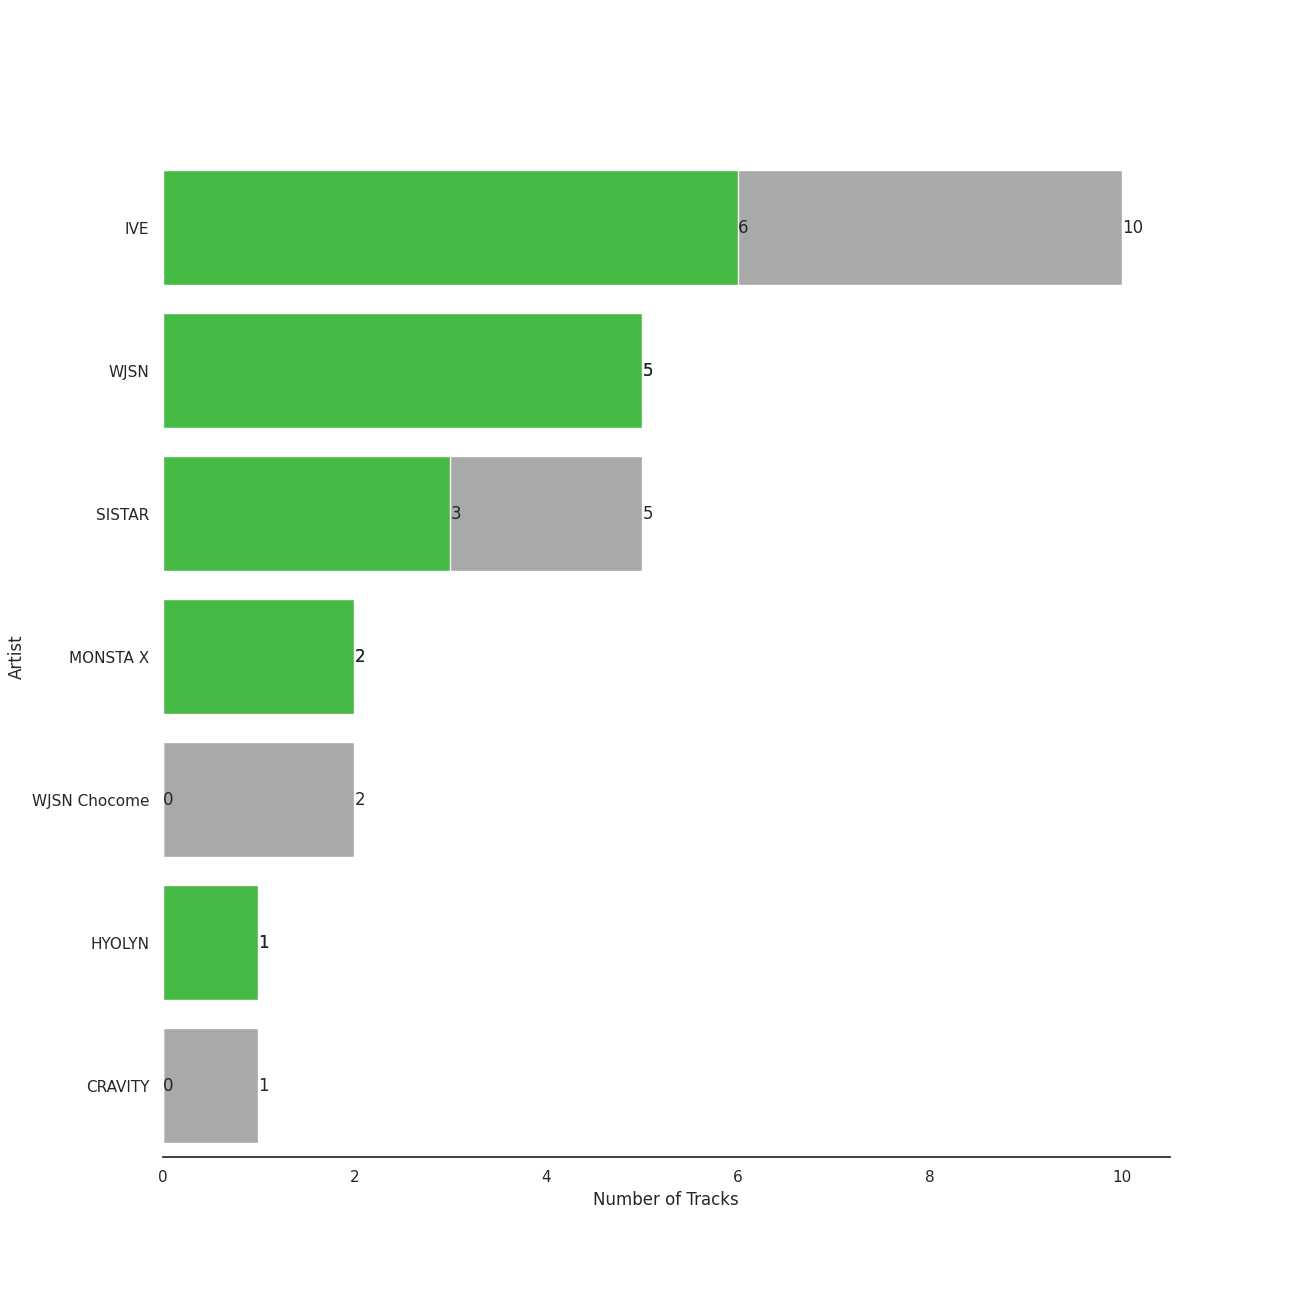 IVE 6 10
WJSN 5
SISTAR 3 5
MONSTA X 2
WJSN Chocome 0 2
HYOLYN 1
CRAVITY 0 1
Artist
0 2 4 6 8 10
Number of Tracks